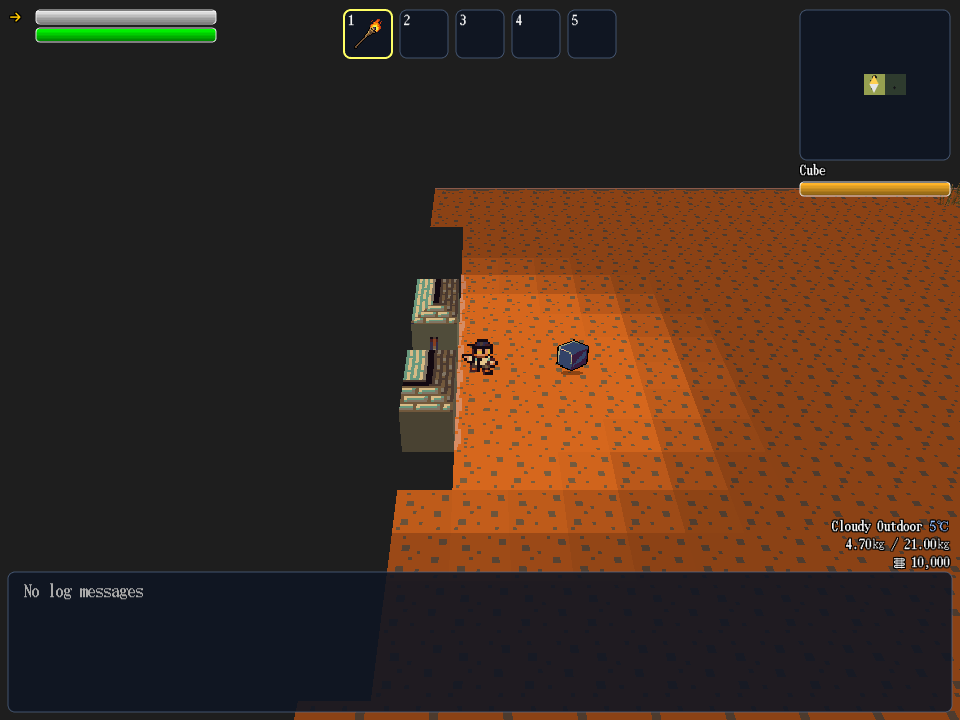 1 2 3 4 5
Cube
Cloudy Outdoor 5℃
4.70kg / 21.00kg
10,000
No log messages